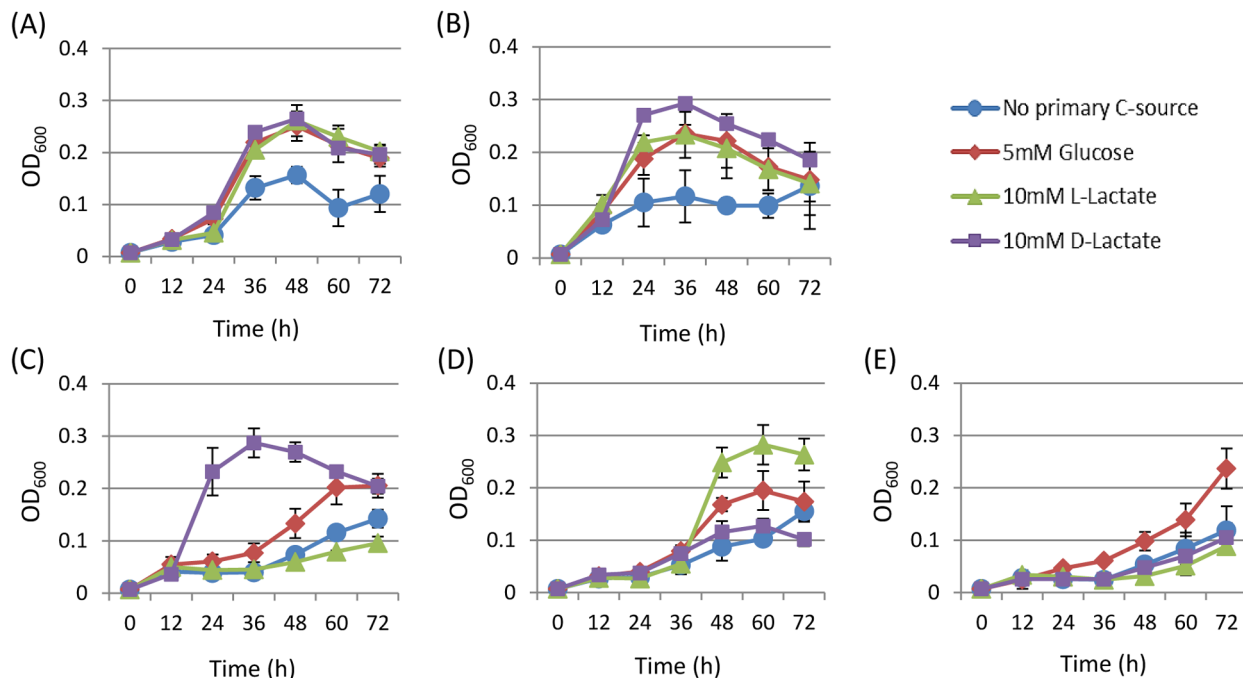 (A)
0.4
0.3
0.2
0.1
0
OD600
0 12 24 36 48 60 72
Time (h)
(B)
0.4
0.3
0.2
0.1
0
OD600
0 12 24 36 48 60 72
Time (h)
No primary C-source
5mM Glucose
10mM L-Lactate
10mM D-Lactate
(C)
0.4
0.3
0.2
0.1
0
OD600
0 12 24 36 48 60 72
Time (h)
(D)
0.4
0.3
0.2
0.1
0
OD600
0 12 24 36 48 60 72
Time (h)
(E)
0.4
0.3
0.2
0.1
0
OD600
0 12 24 36 48 60 72
Time (h)